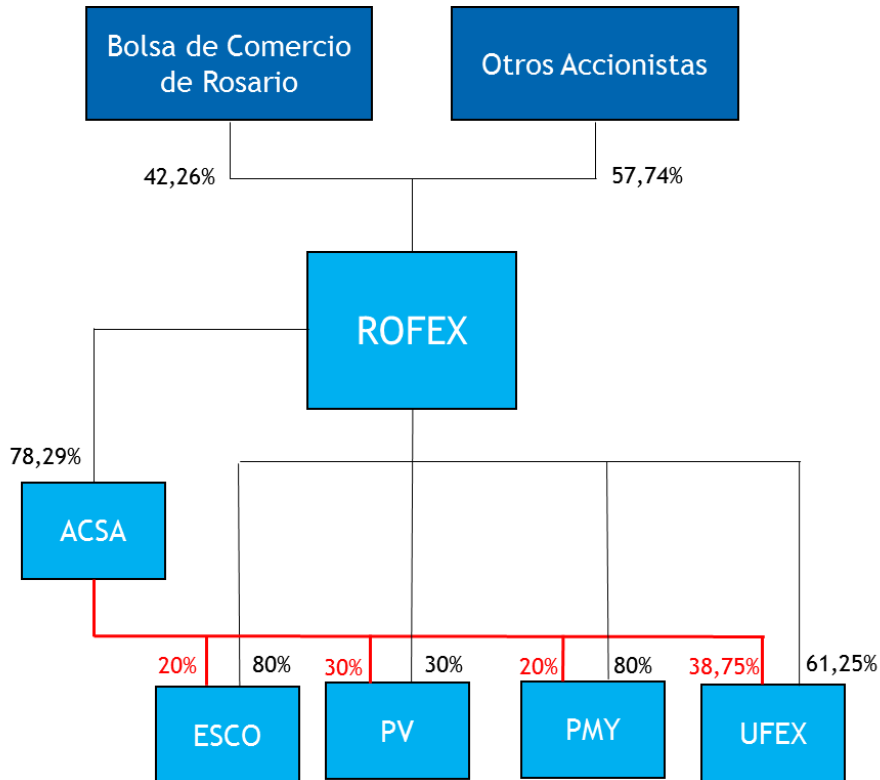 Bolsa de Comercio
de Rosario
Otros Accionistas
42,26%
57,74%
ROFEX
78,29%
ACSA
20%
80%
30%
30%
20%
80%
38,75%
61,25%
ESCO
PV
PMY
UFEX